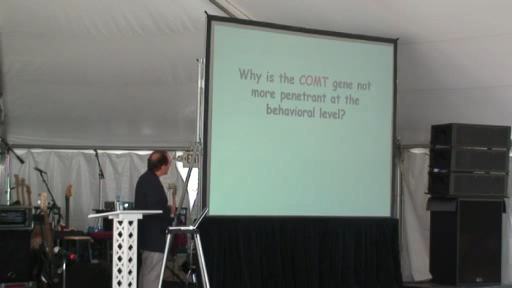 Why is the COMT gene not
more penetrant at the
behavioral level?